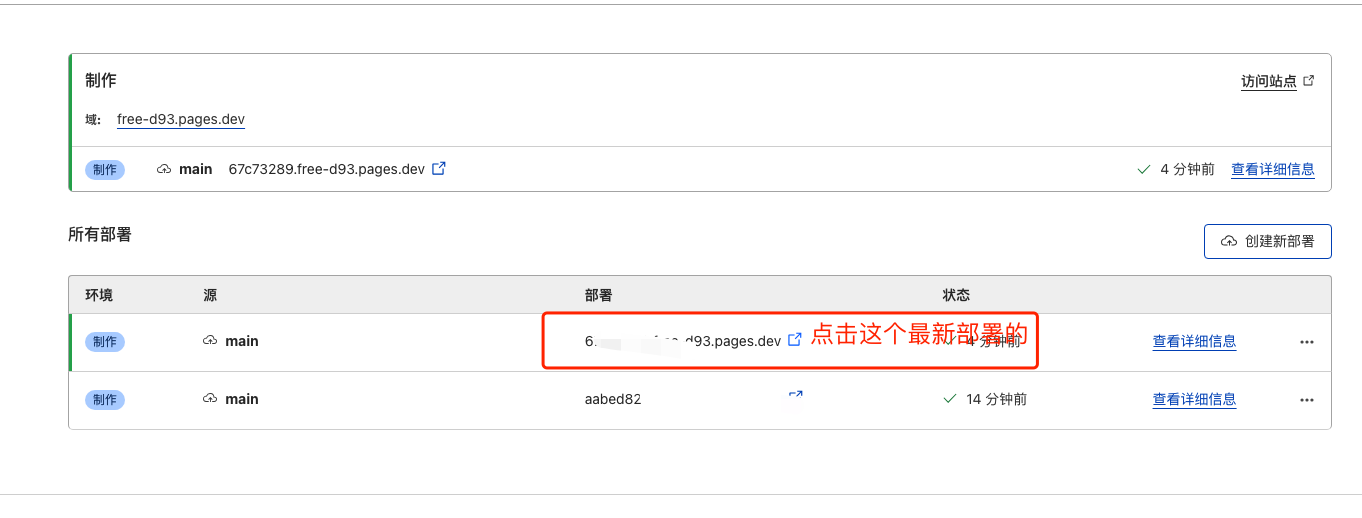 制作
访问站点
域: free-d93.pages.dev
制作 main 67c73289.free-d93.pages.dev 4 分钟前 查看详细信息
所有部署
创建新部署
环境 源 部署 状态
制作 main 6. d93.pages.dev 点击这个最新部署的 4 分钟前 查看详细信息 ...
制作 main aabed82 14 分钟前 查看详细信息 ...